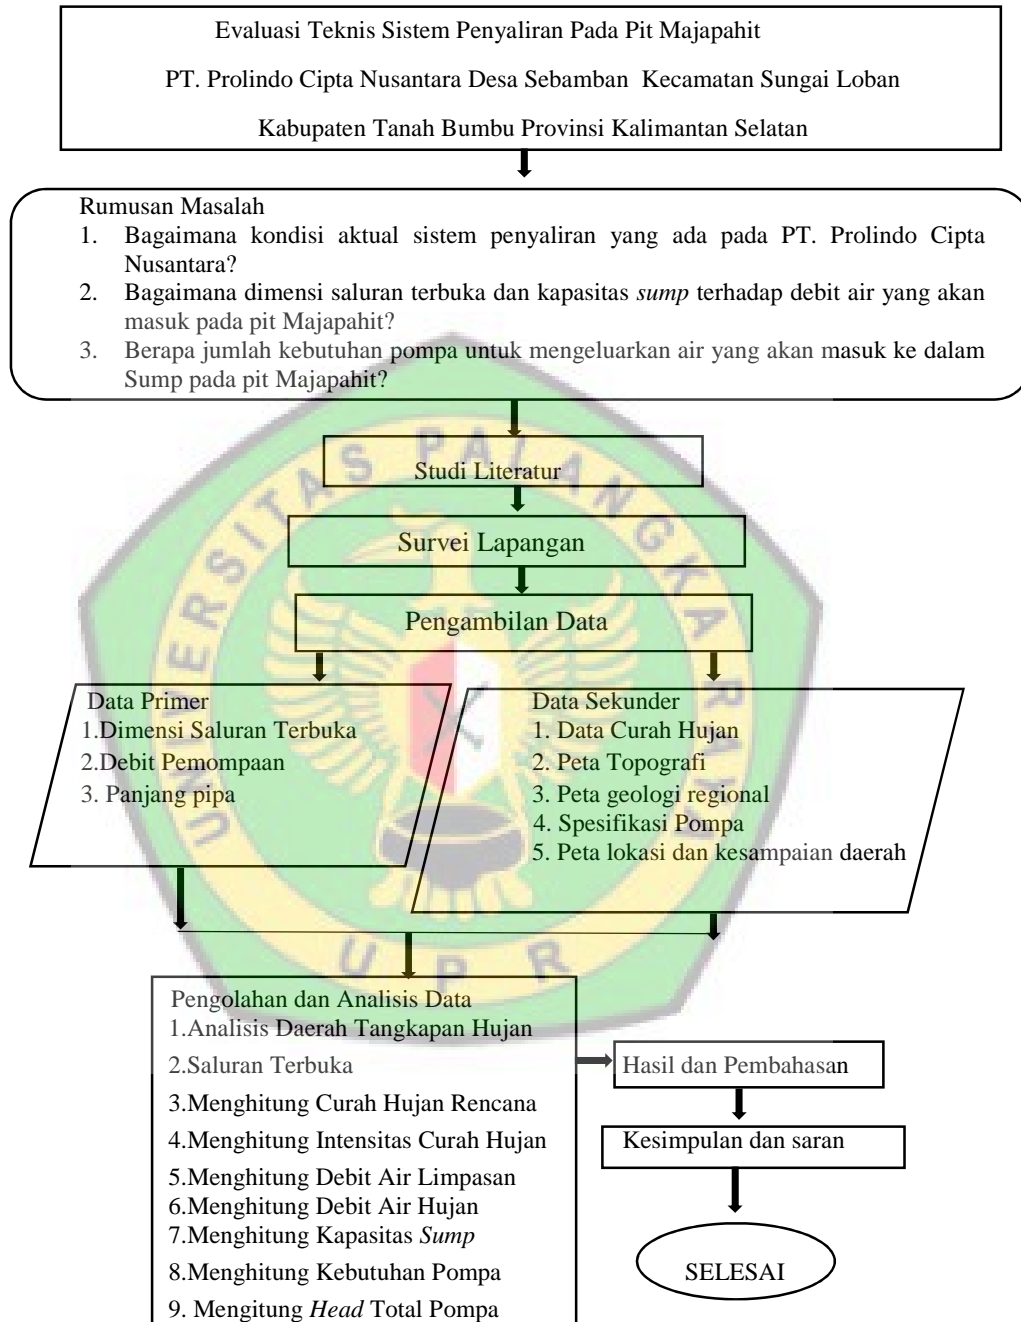 Evaluasi Teknis Sistem Penyaliran Pada Pit Majapahit
PT. Prolindo Cipta Nusantara Desa Sebamban Kecamatan Sungai Loban
Kabupaten Tanah Bumbu Provinsi Kalimantan Selatan
Rumusan Masalah
1. Bagaimana kondisi aktual sistem penyaliran yang ada pada PT. Prolindo Cipta
Nusantara?
2. Bagaimana dimensi saluran terbuka dan kapasitas sump terhadap debit air yang akan
masuk pada pit Majapahit?
3. Berapa jumlah kebutuhan pompa untuk mengeluarkan air yang akan masuk ke dalam
Sump pada pit Majapahit?
UNIVERSITAS PALANGKA RAYA
Studi Literatur
Survei Lapangan
Pengambilan Data
Data Primer
1.Dimensi Saluran Terbuka
2.Debit Pemompaan
3. Panjang pipa
Data Sekunder
1. Data Curah Hujan
2. Peta Topografi
3. Peta geologi regional
4. Spesifikasi Pompa
5. Peta lokasi dan kesampaian daerah
U P R
Pengolahan dan Analisis Data
1.Analisis Daerah Tangkapan Hujan
2.Saluran Terbuka
3.Menghitung Curah Hujan Rencana
4.Menghitung Intensitas Curah Hujan
5.Menghitung Debit Air Limpasan
6.Menghitung Debit Air Hujan
7.Menghitung Kapasitas Sump
8.Menghitung Kebutuhan Pompa
9. Mengitung Head Total Pompa
Hasil dan Pembahasan
Kesimpulan dan saran
SELESAI